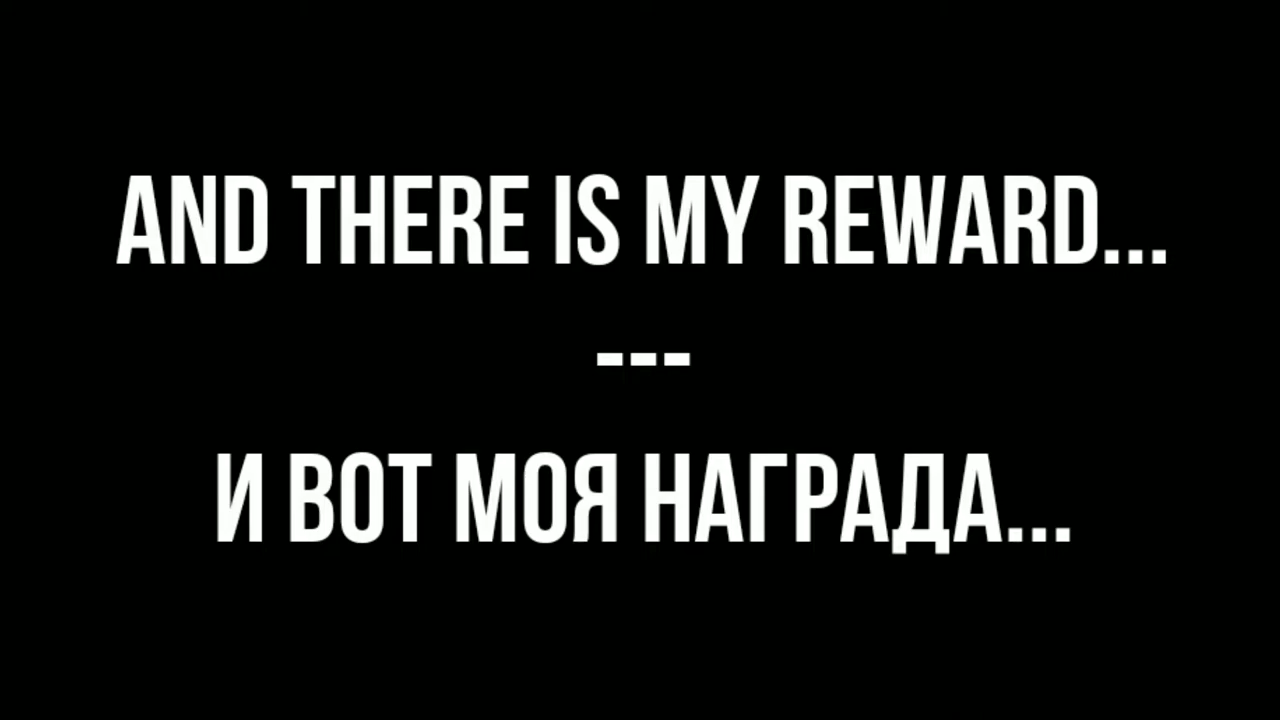 AND THERE IS MY REWARD...
---
И ВОТ МОЯ НАГРАДА...